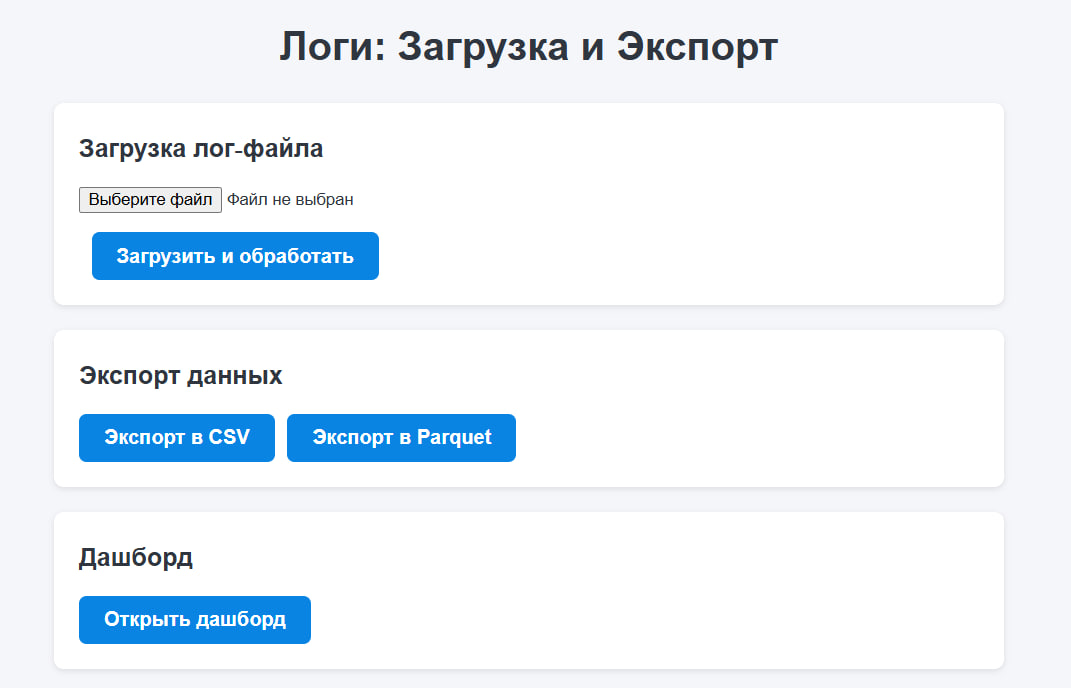 Логи: Загрузка и Экспорт
Загрузка лог-файла
Выберите файл Файл не выбран
Загрузить и обработать
Экспорт данных
Экспорт в CSV Экспорт в Parquet
Дашборд
Открыть дашборд